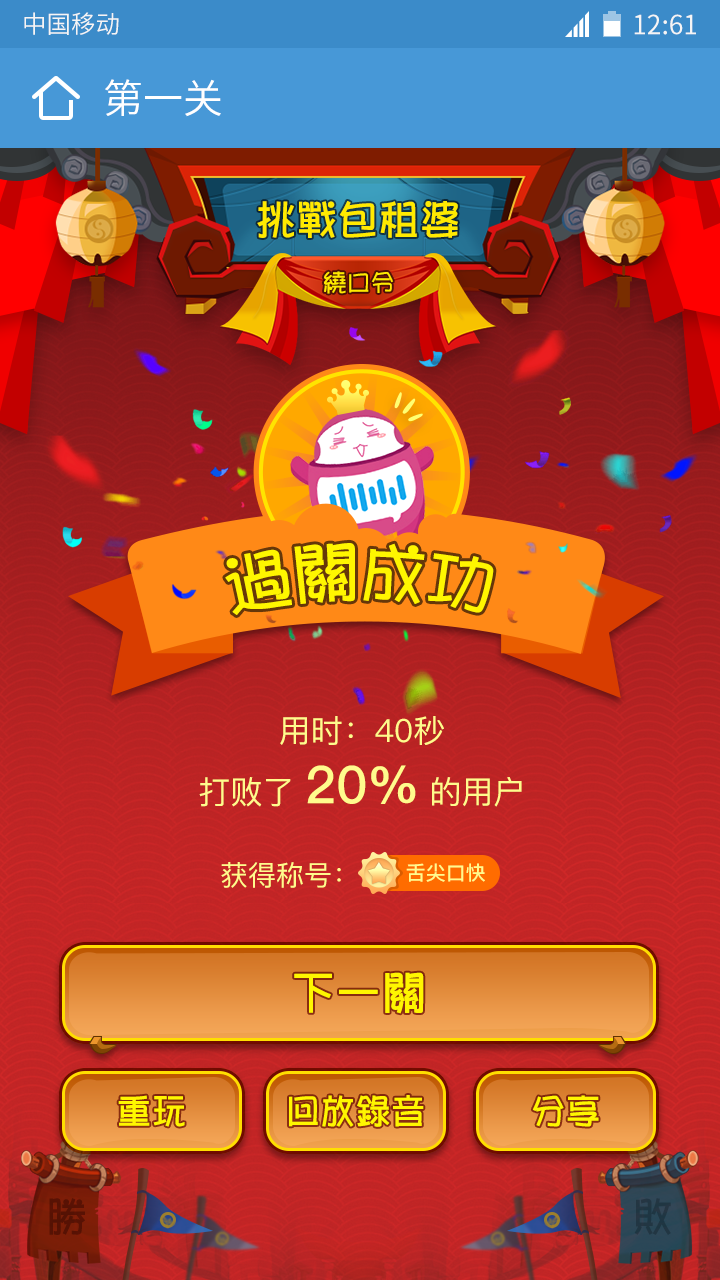 中国移动 12:61
第一关
挑戰包租婆
繞口令
過關成功
用时：40秒
打败了 20% 的用户
获得称号：舌尖口快
下一關
重玩 回放錄音 分享
勝 敗